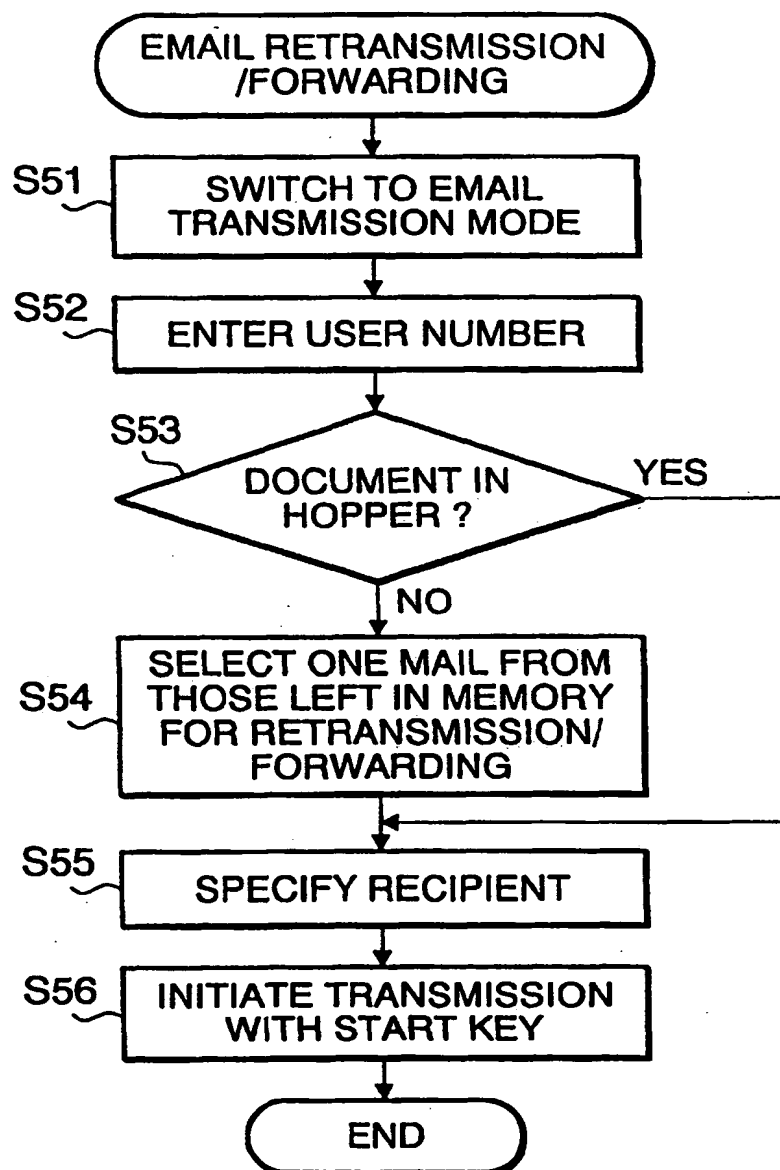 EMAIL RETRANSMISSION
/FORWARDING
S51
SWITCH TO EMAIL
TRANSMISSION MODE
S52
ENTER USER NUMBER
S53
DOCUMENT IN
HOPPER ?
YES
NO
S54
SELECT ONE MAIL FROM
THOSE LEFT IN MEMORY
FOR RETRANSMISSION/
FORWARDING
S55
SPECIFY RECIPIENT
S56
INITIATE TRANSMISSION
WITH START KEY
END